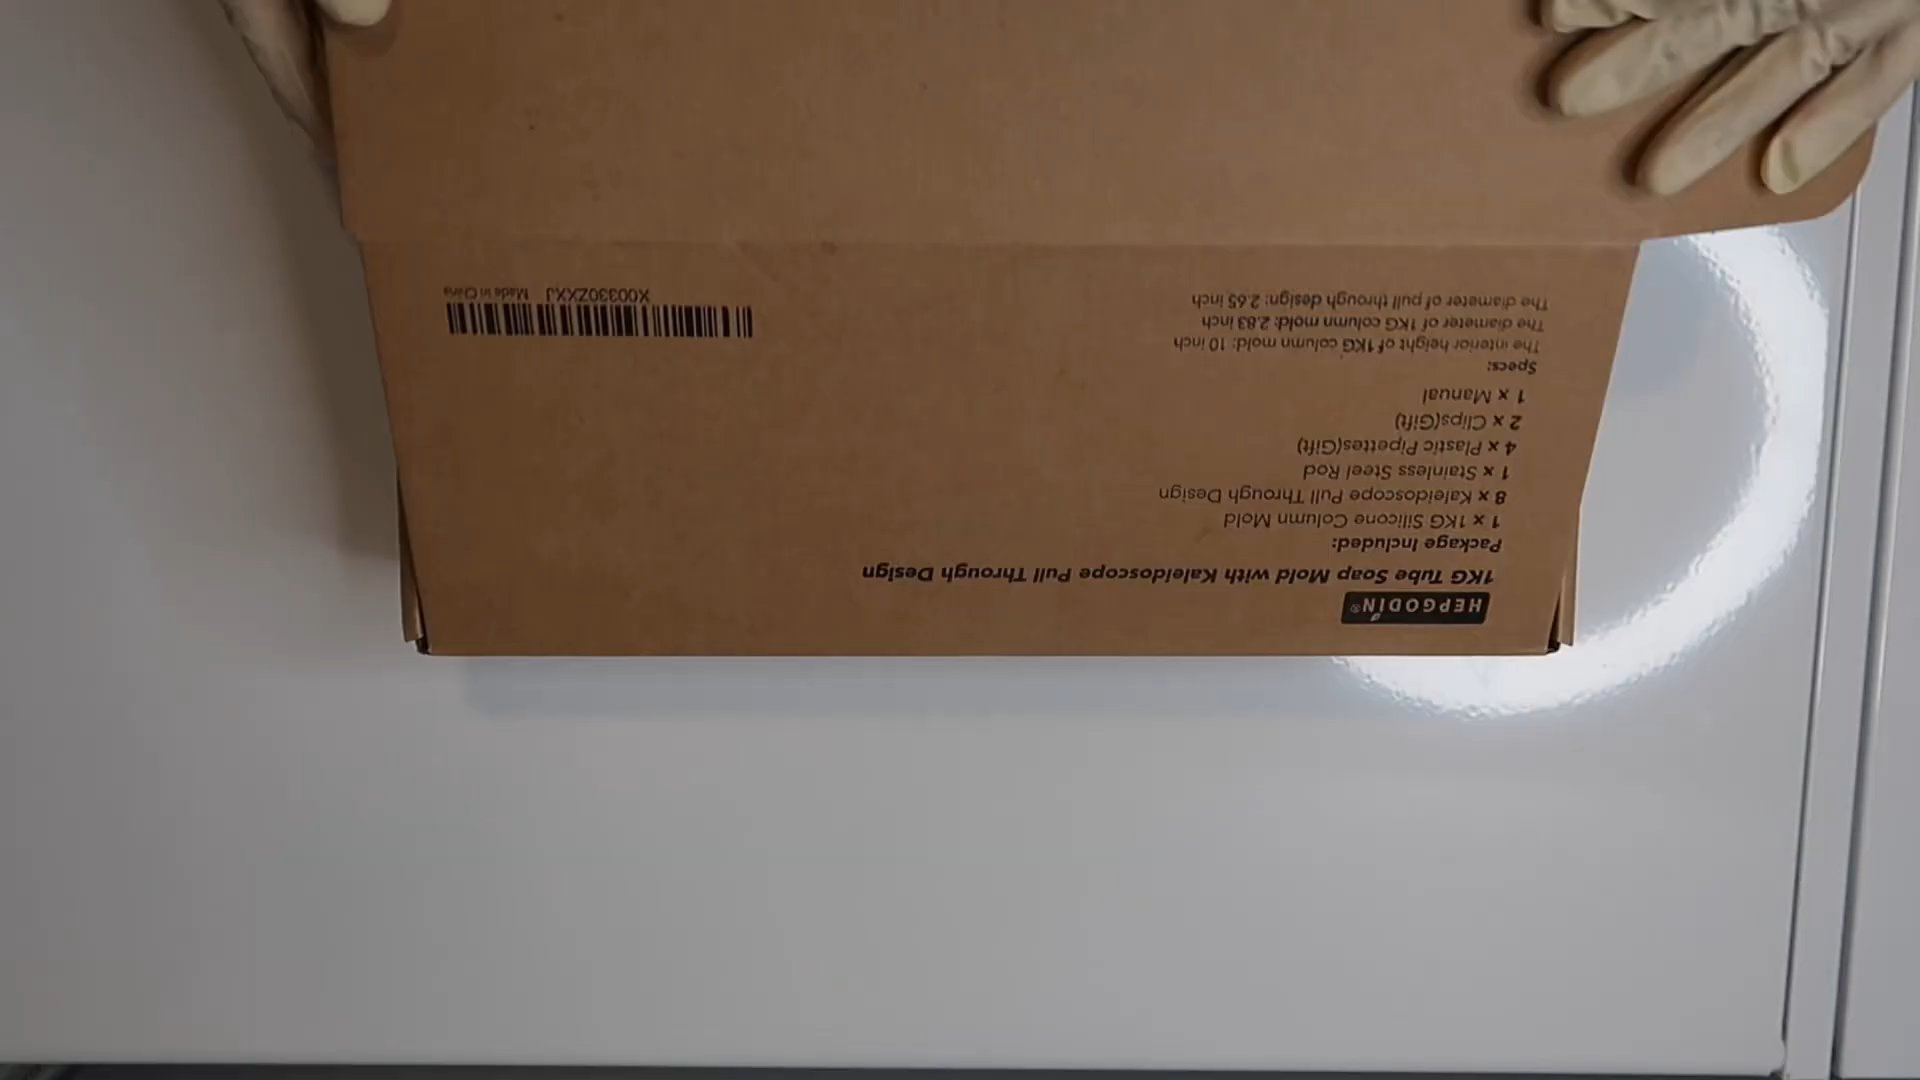 HEPGODIN®
1KG Tube Soap Mold with Kaleidoscope Pull Through Design
Package Included:
1 x 1KG Silicone Column Mold
8 x Kaleidoscope Pull Through Design
1 x Stainless Steel Rod
4 x Plastic Pipettes(Gift)
2 x Clips(Gift)
1 x Manual
Specs:
The interior height of 1KG column mold: 10 inch
The diameter of 1KG column mold: 2.83 inch
The diameter of pull through design: 2.65 inch
X00330ZXXJ Made in China